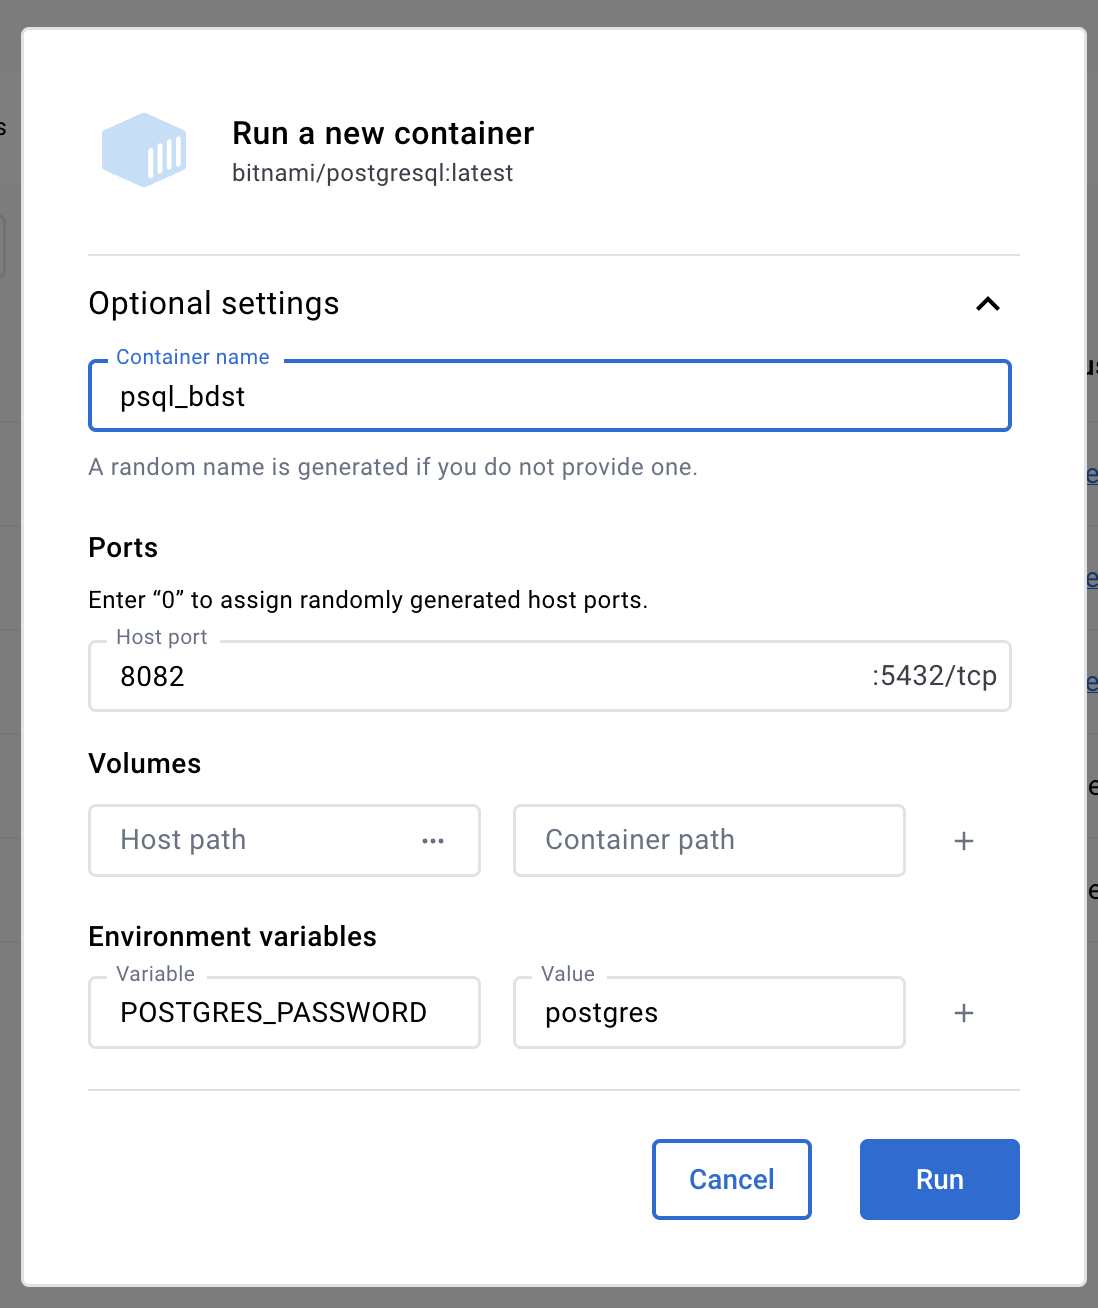 Run a new container
bitnami/postgresql:latest
Optional settings
Container name
psql_bdst
A random name is generated if you do not provide one.
Ports
Enter “0” to assign randomly generated host ports.
Host port
8082 :5432/tcp
Volumes
Host path ··· Container path +
Environment variables
Variable Value
POSTGRES_PASSWORD postgres +
Cancel Run